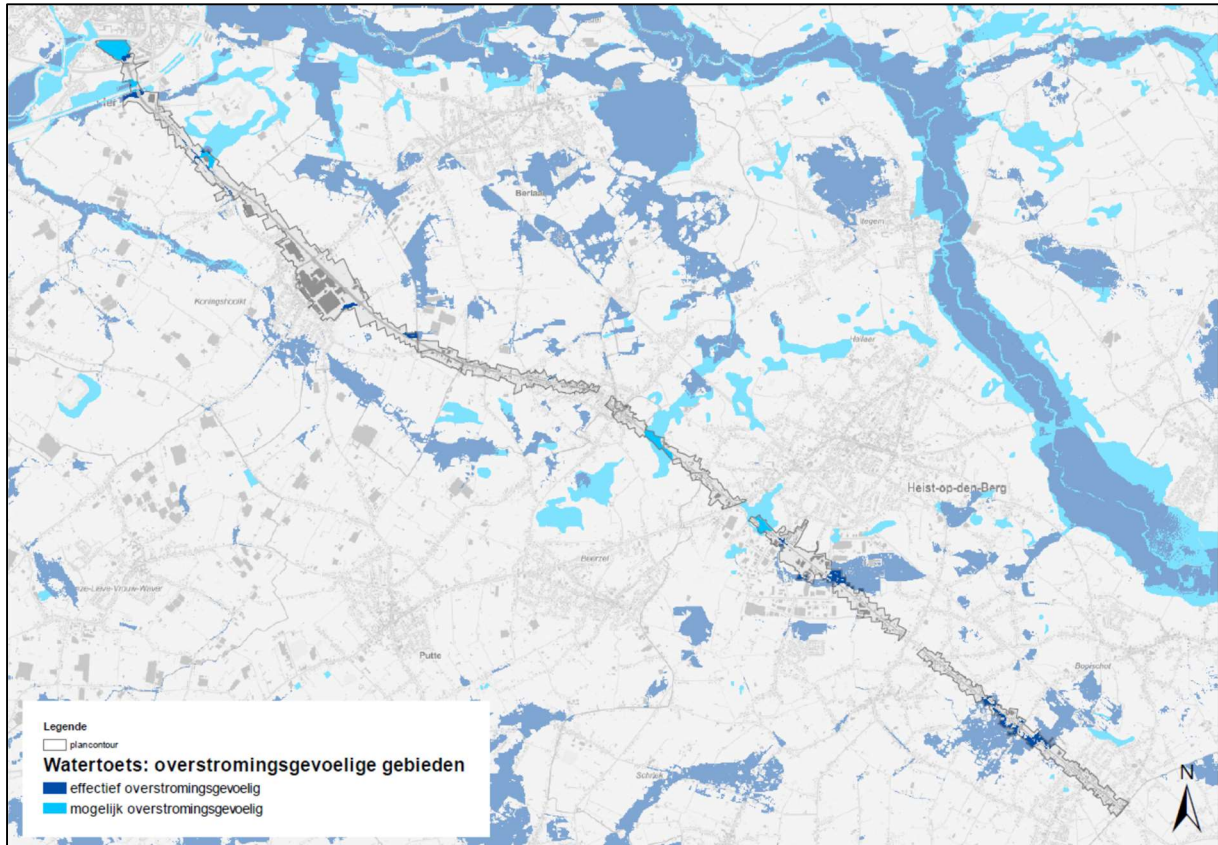 Berlaar
Itegem
Koningshooikt
Hallaar
Heist-op-den-Berg
Beerzel
Putte
Booischot
Schriek
Legende
plancontour
Watertoets: overstromingsgevoelige gebieden
effectief overstromingsgevoelig
mogelijk overstromingsgevoelig
N